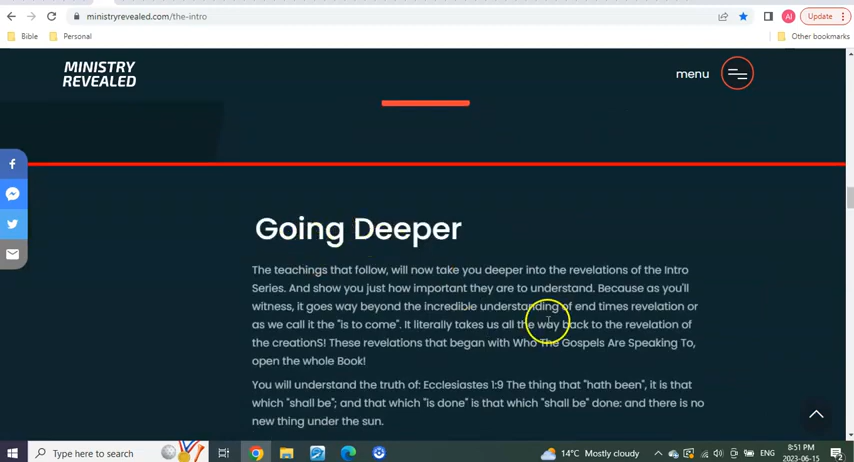 ministryrevealed.com/the-intro
AI
Update
Bible
Personal
Other bookmarks
MINISTRY
REVEALED
menu
Going Deeper
The teachings that follow, will now take you deeper into the revelations of the Intro
Series. And show you just how important they are to understand. Because as you'll
witness, it goes way beyond the incredible understanding of end times revelation or
as we call it the "is to come". It literally takes us all the way back to the revelation of
the creationS! These revelations that began with Who The Gospels Are Speaking To,
open the whole Book!
You will understand the truth of: Ecclesiastes 1:9 The thing that "hath been", it is that
which "shall be"; and that which "is done" is that which "shall be" done: and there is no
new thing under the sun.
Type here to search
14°C Mostly cloudy
ENG
8:51 PM
2023-06-15
2